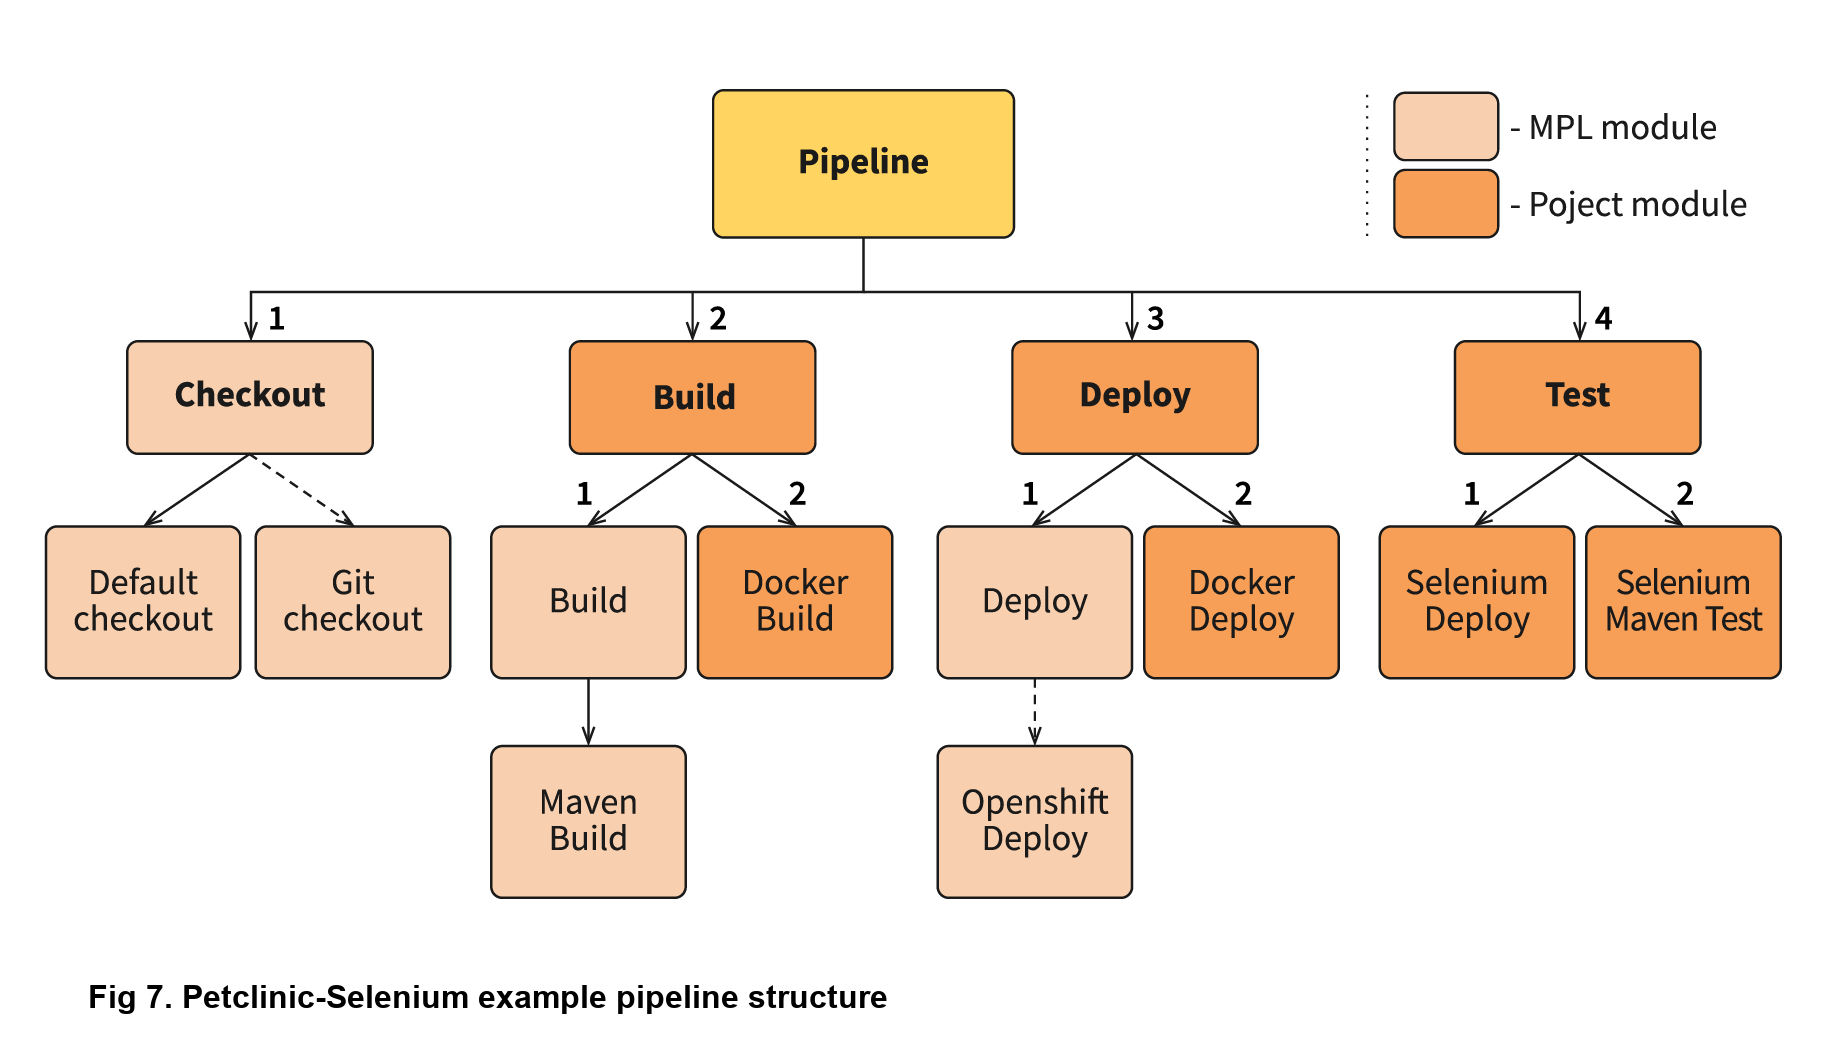 Pipeline
- MPL module
- Poject module
1
2
3
4
Checkout
Build
Deploy
Test
1
2
1
2
1
2
Default
checkout
Git
checkout
Build
Docker
Build
Deploy
Docker
Deploy
Selenium
Deploy
Selenium
Maven Test
Maven
Build
Openshift
Deploy
Fig 7. Petclinic-Selenium example pipeline structure